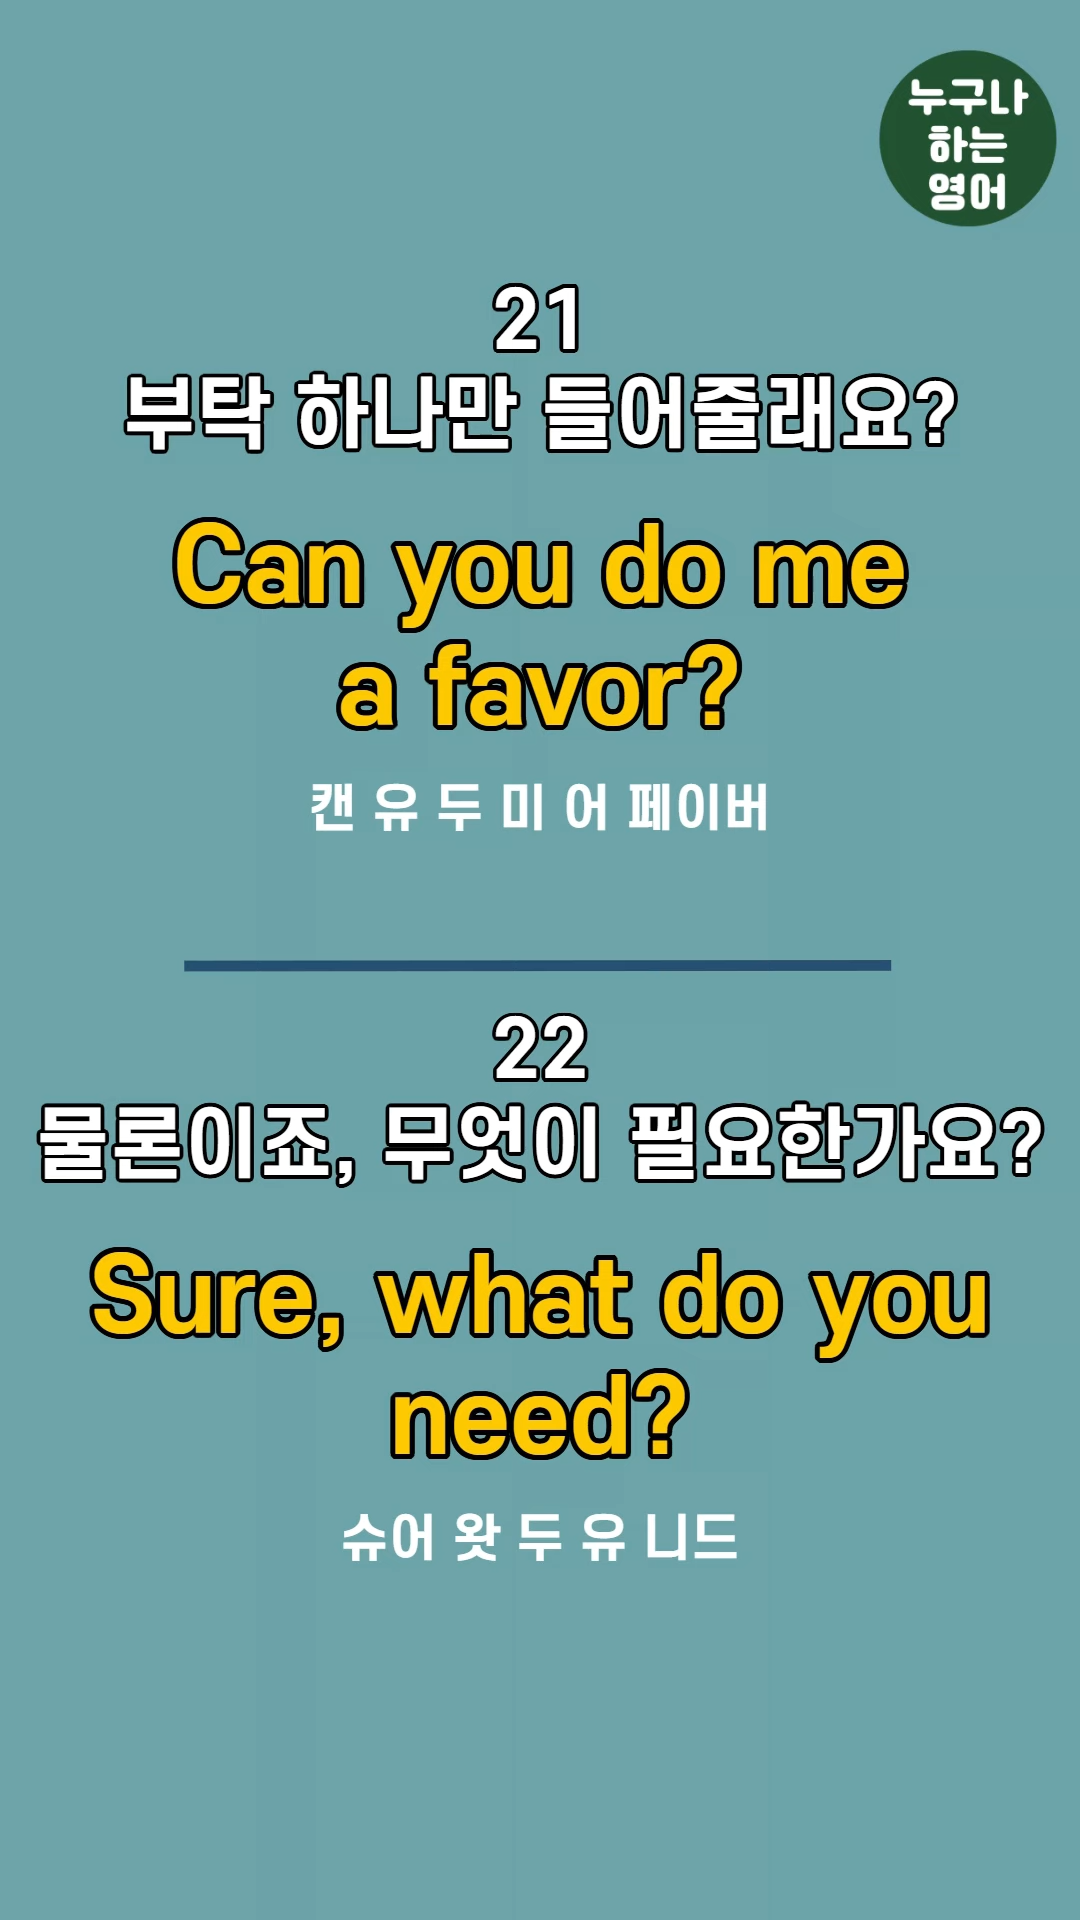 누구나
하는
영어
21
부탁 하나만 들어줄래요?
Can you do me
a favor?
캔 유 두 미 어 페이버
22
물론이죠, 무엇이 필요한가요?
Sure, what do you
need?
슈어 왓 두 유 니드